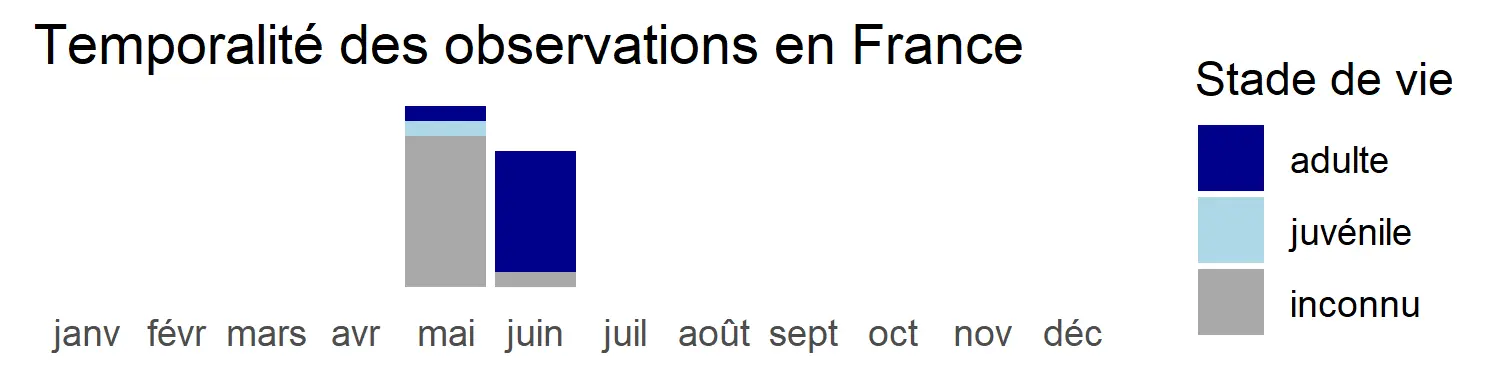 Temporalité des observations en France
janv févr mars avr mai juin juil août sept oct nov déc
Stade de vie
adulte
juvénile
inconnu